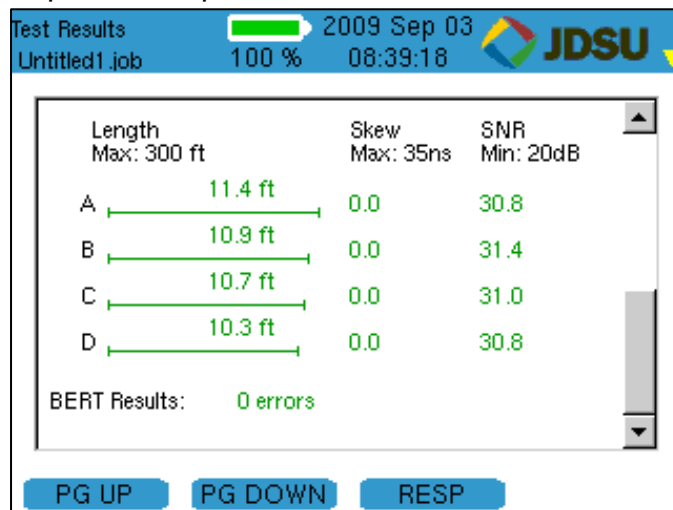 Test Results
Untitled1.job
100 %
2009 Sep 03
08:39:18
JDSU
Length
Max: 300 ft
Skew
Max: 35ns
SNR
Min: 20dB
A 11.4 ft 0.0 30.8
B 10.9 ft 0.0 31.4
C 10.7 ft 0.0 31.0
D 10.3 ft 0.0 30.8
BERT Results: 0 errors
PG UP PG DOWN RESP